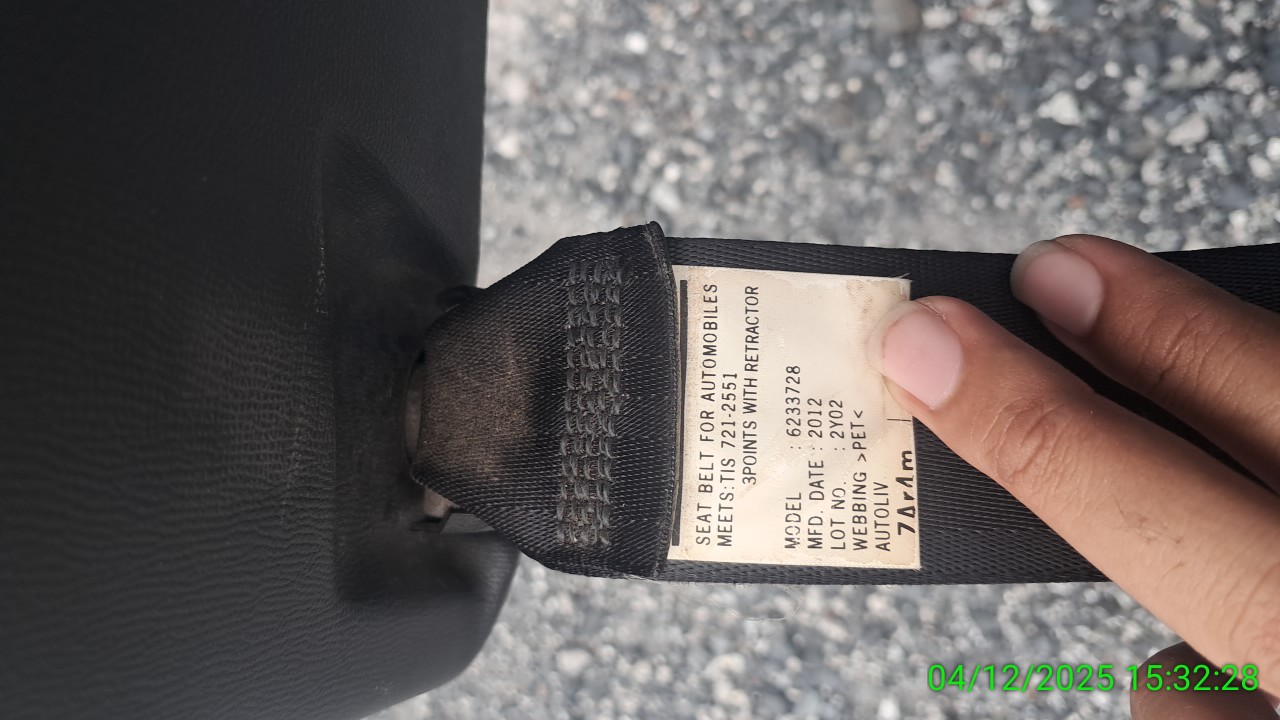 SEAT BELT FOR AUTOMOBILES
MEETS:TIS 721-2551
3POINTS WITH RETRACTOR
MODEL : 6233728
MFD. DATE : 2012
LOT NO. : 2Y02
WEBBING >PET<
AUTOLIV
04/12/2025 15:32:28